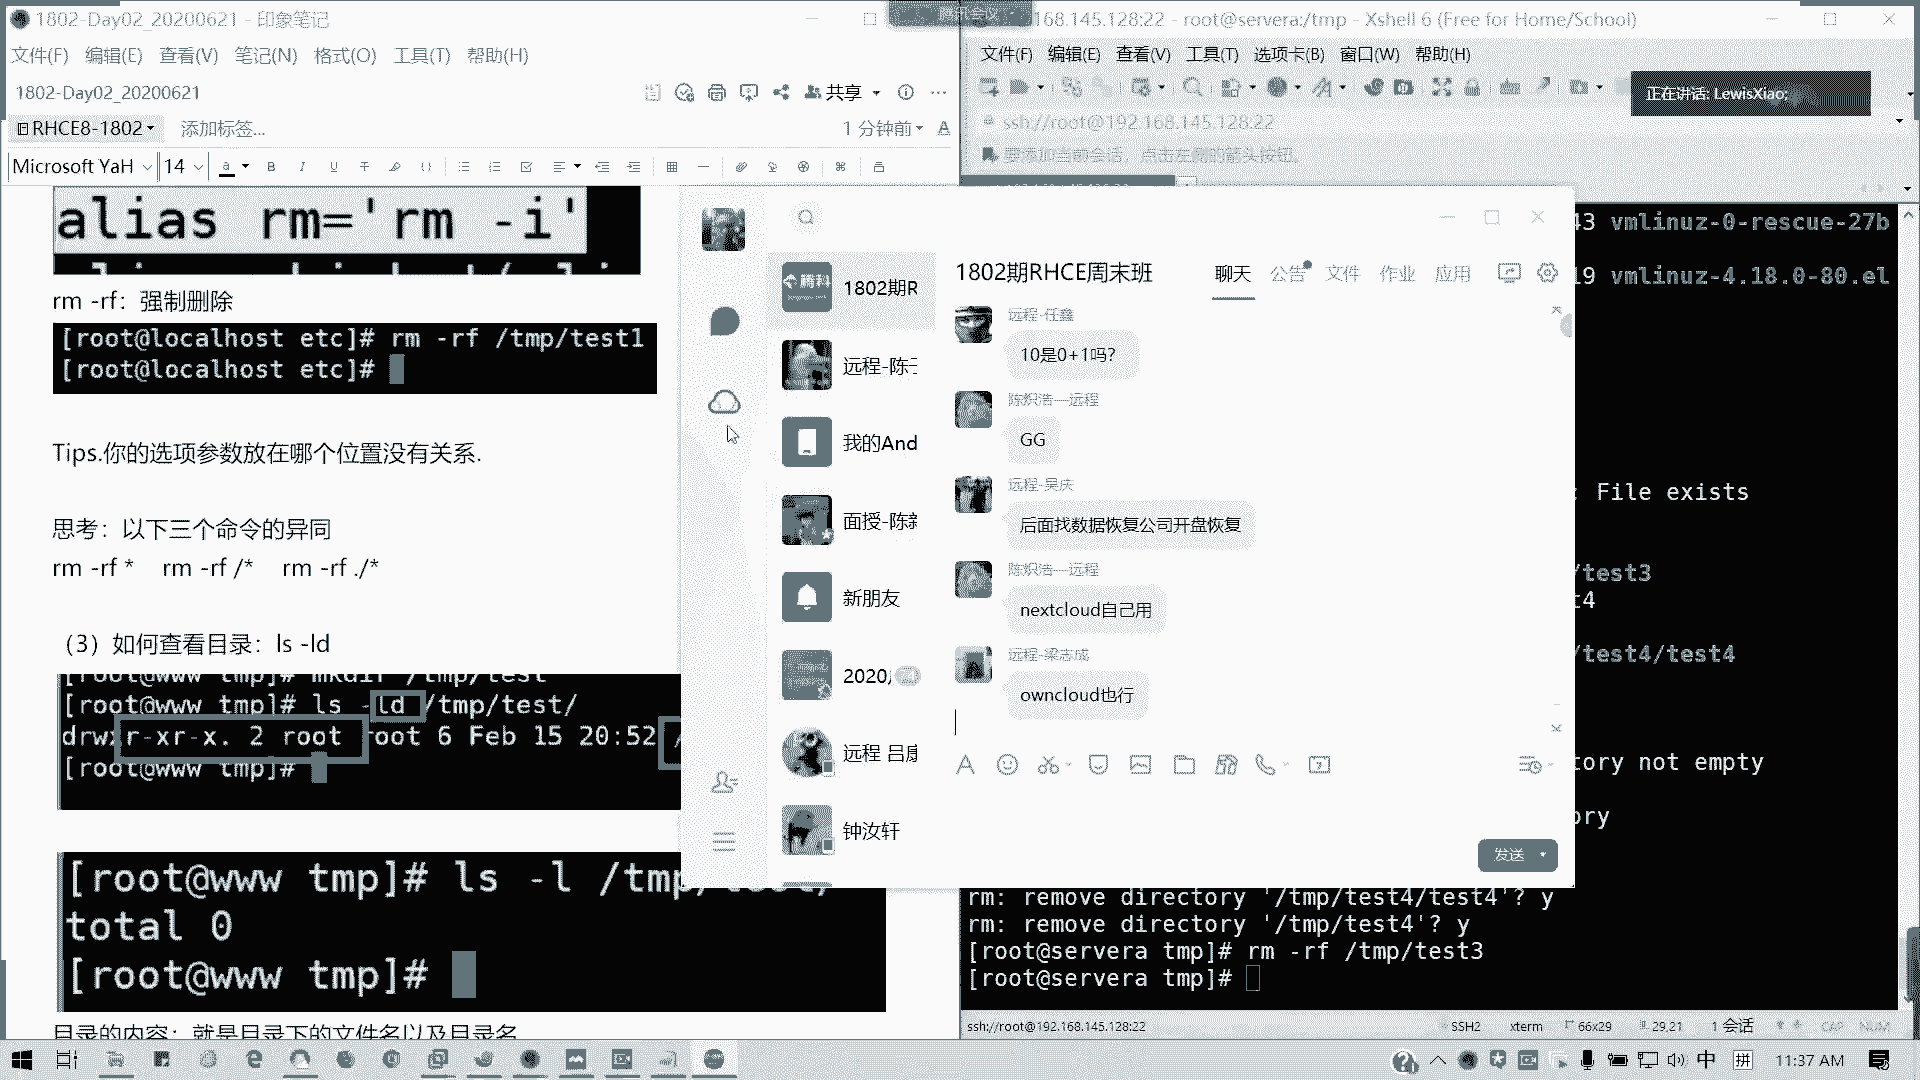 1802-Day02_20200621 - 印象笔记
文件(F) 编辑(E) 查看(V) 笔记(N) 格式(O) 工具(T) 帮助(H)
1802-Day02_20200621
共享
RHCE8-1802
添加标签...
1 分钟前
Microsoft YaH 14
alias rm='rm -i'
rm -rf：强制删除
[root@localhost etc]# rm -rf /tmp/test1
[root@localhost etc]#
Tips.你的选项参数放在哪个位置没有关系.
思考：以下三个命令的异同
rm -rf * rm -rf /* rm -rf ./*
（3）如何查看目录：ls -ld
[root@www tmp]# mkdir /tmp/test
[root@www tmp]# ls -ld /tmp/test/
drwxr-xr-x. 2 root root 6 Feb 15 20:52
[root@www tmp]#
[root@www tmp]# ls -l /tmp/test/
total 0
[root@www tmp]#
目录的内容：就是目录下的文件名以及目录名
腾讯会议
168.145.128:22 - root@servera:/tmp - Xshell 6 (Free for Home/School)
文件(F) 编辑(E) 查看(V) 工具(T) 选项卡(B) 窗口(W) 帮助(H)
正在讲话: LewisXiao;
ssh://root@192.168.145.128:22
要添加当前会话，点击左侧的箭头按钮。
43 vmlinuz-0-rescue-27b
19 vmlinuz-4.18.0-80.el
: File exists
/test3
t4
/test4/test4
tory not empty
ory
rm: remove directory '/tmp/test4/test4'? y
rm: remove directory '/tmp/test4'? y
[root@servera tmp]# rm -rf /tmp/test3
[root@servera tmp]#
ssh://root@192.168.145.128:22
SSH2 xterm 66x29 29,21 1 会话 CAP NUM
腾科
1802期R
远程-陈
我的And
面授-陈
新朋友
2020
远程 吕
钟汝轩
1802期RHCE周末班
聊天 公告 文件 作业 应用
远程-任鑫
10是0+1吗？
陈炽浩—远程
GG
远程-吴庆
后面找数据恢复公司开盘恢复
陈炽浩—远程
nextcloud自己用
远程-梁志成
owncloud也行
发送
中 拼 11:37 AM